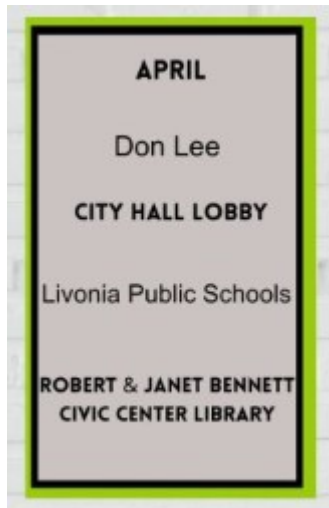 APRIL
Don Lee
CITY HALL LOBBY
Livonia Public Schools
ROBERT & JANET BENNETT
CIVIC CENTER LIBRARY